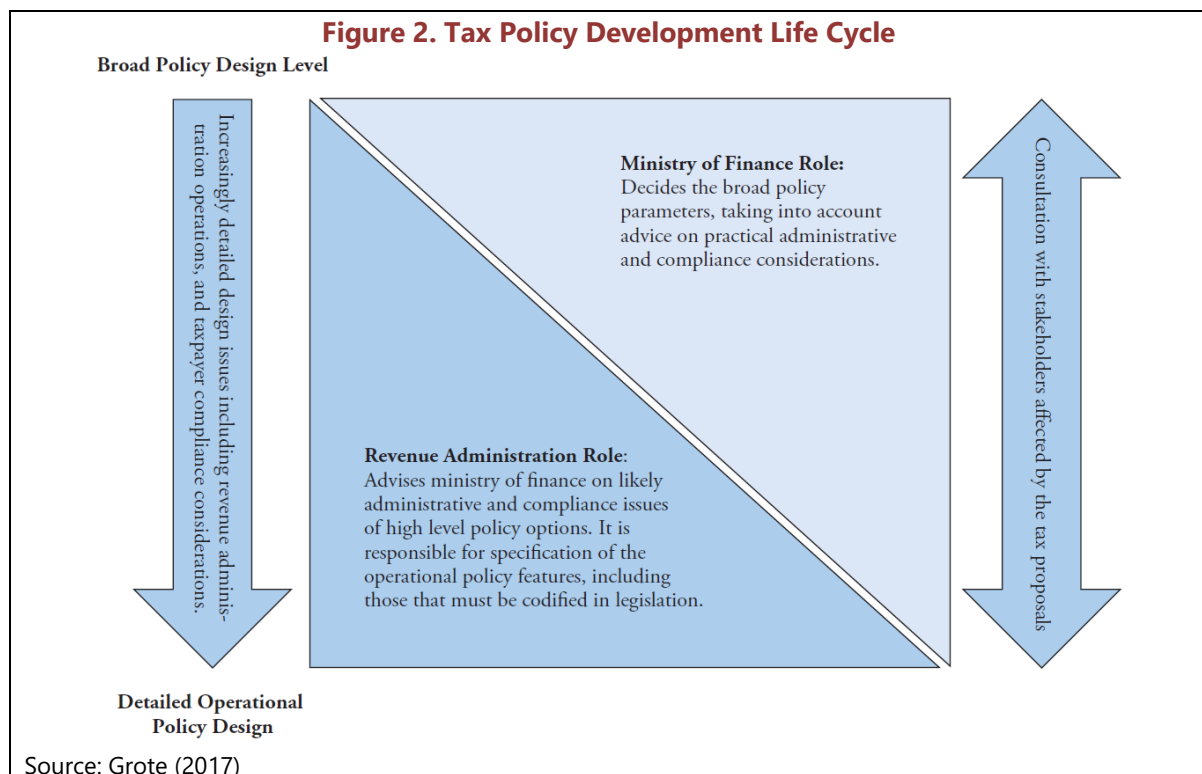 Figure 2. Tax Policy Development Life Cycle
Broad Policy Design Level
Increasingly detailed design issues including revenue adminis-
tration operations, and taxpayer compliance considerations.
Ministry of Finance Role:
Decides the broad policy
parameters, taking into account
advice on practical administrative
and compliance considerations.
Revenue Administration Role:
Advises ministry of finance on likely
administrative and compliance issues
of high level policy options. It is
responsible for specification of the
operational policy features, including
those that must be codified in legislation.
Consultation with stakeholders affected by the tax proposals
Detailed Operational
Policy Design
Source: Grote (2017)